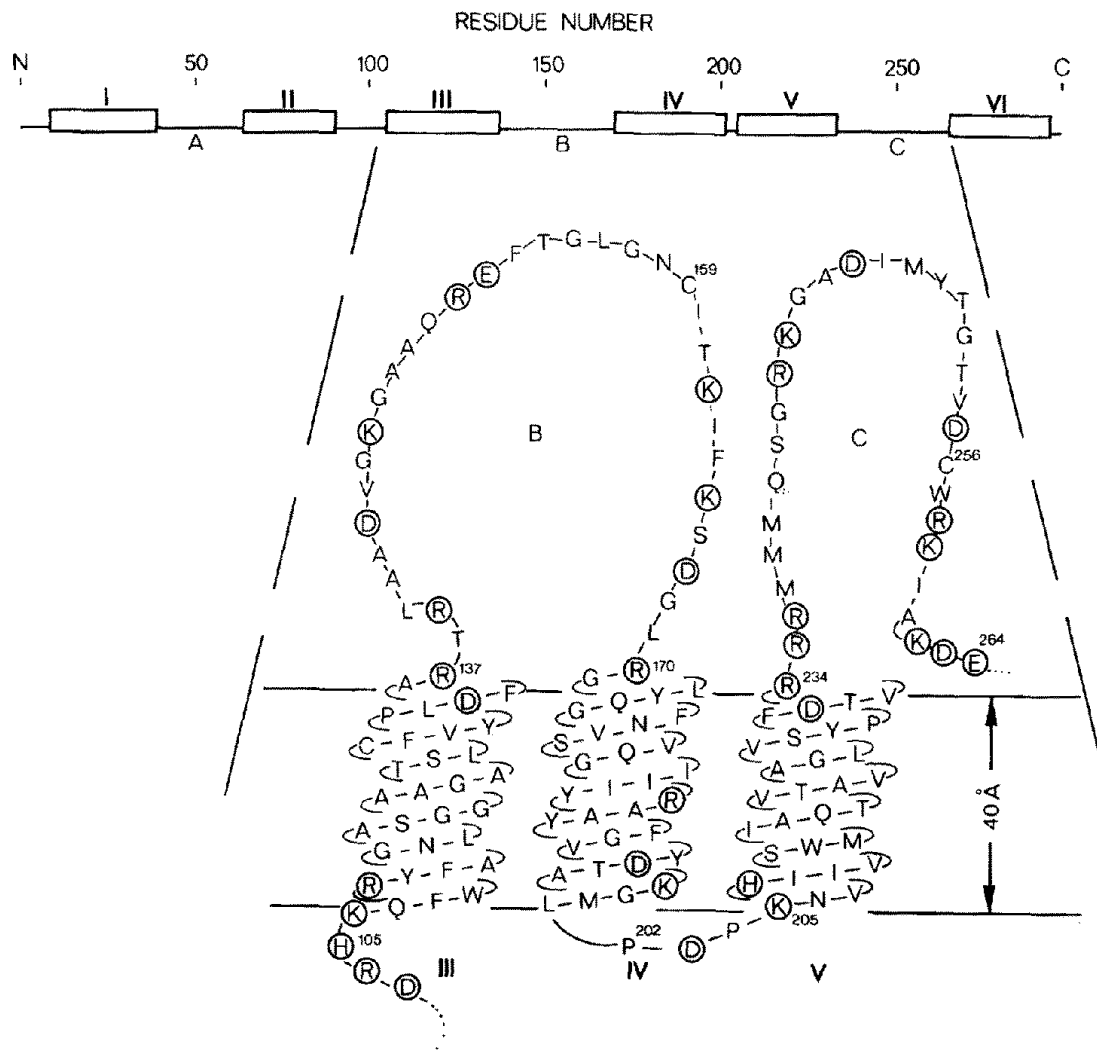 RESIDUE NUMBER
N 50 100 150 200 250 C
I II III IV V VI
A B C
R E F T G L G N C 159
Q A A A G K G V D A A L R T R 137
I T K I F K S D G L R 170
B
C
R 234 R R M M M Q S G R K G A D I M Y T G T V D C 256
W R K I A K D E 264
A
P L D F
C F V Y
T S L
A A G A
A S G G
G N L
R Y F A
K Q F W
H 105
R D
G
G Q Y L
S V N F
G Q V
Y I I I
Y A A R
V G F
A T D Y
L M G K
P 202 D P K 205
F D T V
V S Y P
A G L
V T A V
I A Q T
S W M
H I I V
K N V
III IV V
40 Å